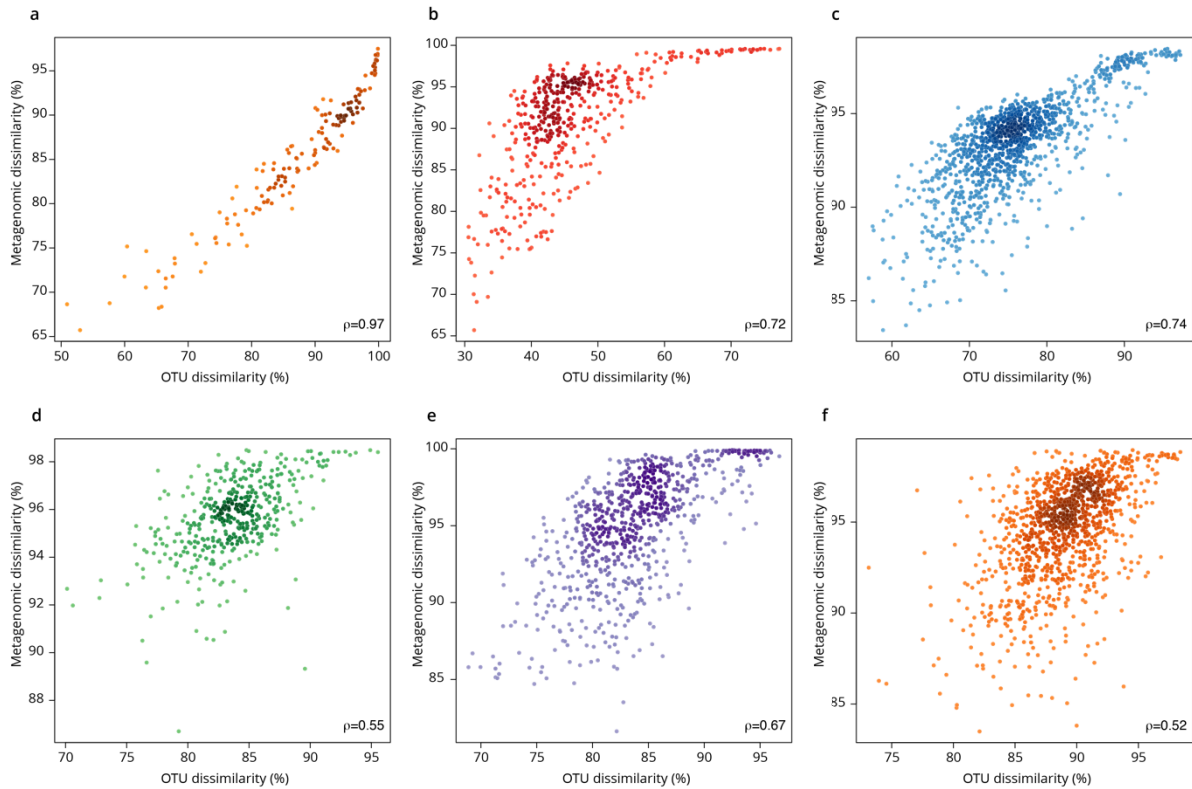 a
95
90
85
80
75
70
65
50 60 70 80 90 100
Metagenomic dissimilarity (%)
OTU dissimilarity (%)
ρ=0.97
b
100
95
90
85
80
75
70
65
30 40 50 60 70
Metagenomic dissimilarity (%)
OTU dissimilarity (%)
ρ=0.72
c
95
90
85
60 70 80 90
Metagenomic dissimilarity (%)
OTU dissimilarity (%)
ρ=0.74
d
98
96
94
92
90
88
70 75 80 85 90 95
Metagenomic dissimilarity (%)
OTU dissimilarity (%)
ρ=0.55
e
100
95
90
85
70 75 80 85 90 95
Metagenomic dissimilarity (%)
OTU dissimilarity (%)
ρ=0.67
f
95
90
85
75 80 85 90 95
Metagenomic dissimilarity (%)
OTU dissimilarity (%)
ρ=0.52